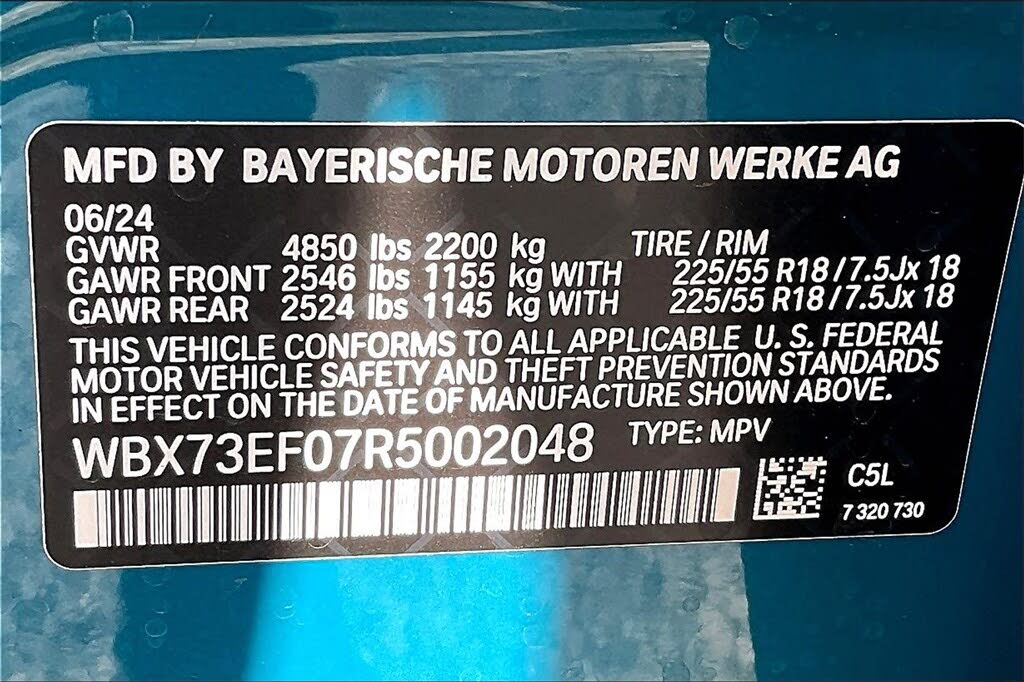 MFD BY BAYERISCHE MOTOREN WERKE AG
06/24
GVWR 4850 lbs 2200 kg TIRE / RIM
GAWR FRONT 2546 lbs 1155 kg WITH 225/55 R18 / 7.5Jx 18
GAWR REAR 2524 lbs 1145 kg WITH 225/55 R18 / 7.5Jx 18
THIS VEHICLE CONFORMS TO ALL APPLICABLE U. S. FEDERAL
MOTOR VEHICLE SAFETY AND THEFT PREVENTION STANDARDS
IN EFFECT ON THE DATE OF MANUFACTURE SHOWN ABOVE.
WBX73EF07R5002048 TYPE: MPV
C5L
7 320 730